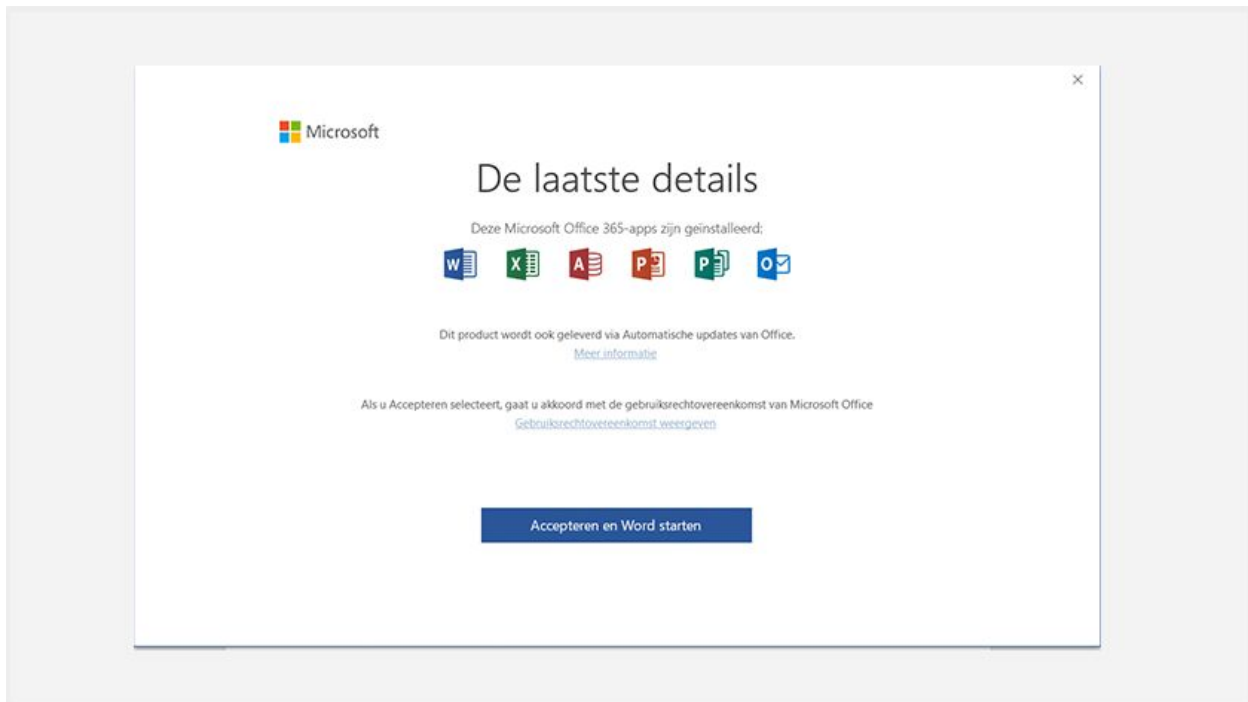 Microsoft
De laatste details
Deze Microsoft Office 365-apps zijn geïnstalleerd:
W X A P P O
Dit product wordt ook geleverd via Automatische updates van Office.
Meer informatie
Als u Accepteren selecteert, gaat u akkoord met de gebruiksrechtovereenkomst van Microsoft Office
Gebruiksrechtovereenkomst weergeven
Accepteren en Word starten